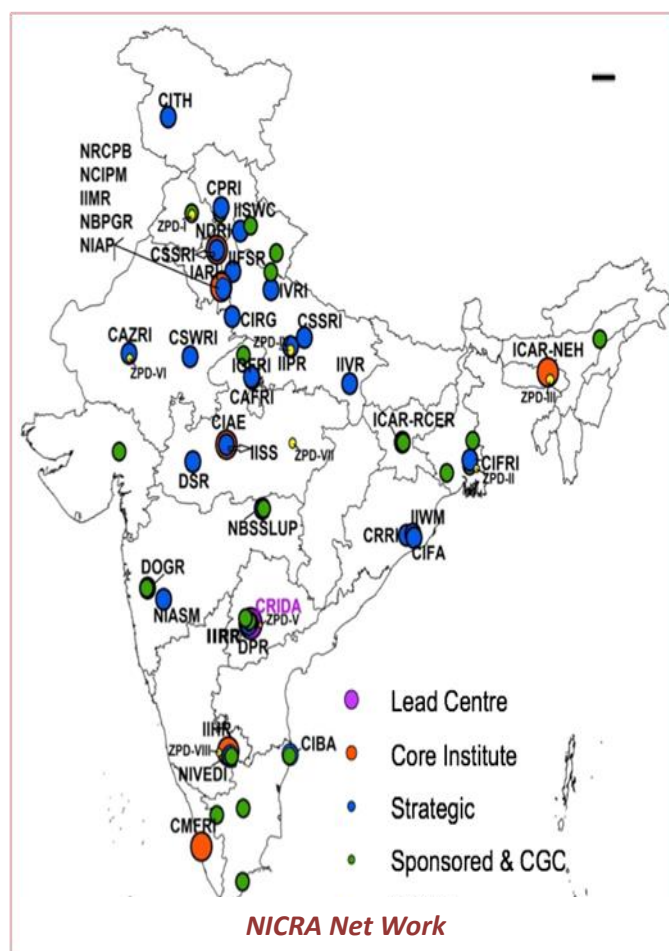 CITH
NRCPB
NCIPM
IIMR
NBPGR
NIAP
CPRI
ZPD-I
IISWC
NDRI
CSSRI
IIFSR
IARI
IVRI
CIRG
CSSRI
CAZRI
CSWRI
ZPD-VI
IIPR
IGFRI
CAFRI
IIVR
ICAR-NEH
ZPD-III
CIAE
IISS
ZPD-VII
DSR
ICAR-RCER
CIFRI
ZPD-II
NBSSLUP
CRRI
IIWM
CIFA
DOGR
NIASM
CRIDA
ZPD-V
IIRR
DPR
IIHR
ZPD-VIII
NIVEDI
CIBA
CMFRI
Lead Centre
Core Institute
Strategic
Sponsored & CGC
NICRA Net Work